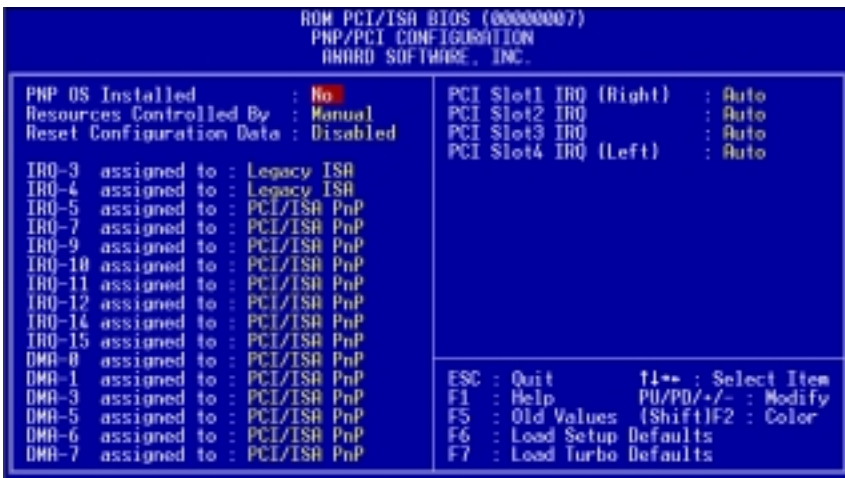 ROM PCI/ISA BIOS (00000007)
PNP/PCI CONFIGURATION
AWARD SOFTWARE, INC.
PNP OS Installed : No
Resources Controlled By : Manual
Reset Configuration Data : Disabled
IRQ-3 assigned to : Legacy ISA
IRQ-4 assigned to : Legacy ISA
IRQ-5 assigned to : PCI/ISA PnP
IRQ-7 assigned to : PCI/ISA PnP
IRQ-9 assigned to : PCI/ISA PnP
IRQ-10 assigned to : PCI/ISA PnP
IRQ-11 assigned to : PCI/ISA PnP
IRQ-12 assigned to : PCI/ISA PnP
IRQ-14 assigned to : PCI/ISA PnP
IRQ-15 assigned to : PCI/ISA PnP
DMA-0 assigned to : PCI/ISA PnP
DMA-1 assigned to : PCI/ISA PnP
DMA-3 assigned to : PCI/ISA PnP
DMA-5 assigned to : PCI/ISA PnP
DMA-6 assigned to : PCI/ISA PnP
DMA-7 assigned to : PCI/ISA PnP
PCI Slot1 IRQ (Right) : Auto
PCI Slot2 IRQ : Auto
PCI Slot3 IRQ : Auto
PCI Slot4 IRQ (Left) : Auto
ESC : Quit ↑↓→← : Select Item
F1 : Help PU/PD/+/- : Modify
F5 : Old Values (Shift)F2 : Color
F6 : Load Setup Defaults
F7 : Load Turbo Defaults